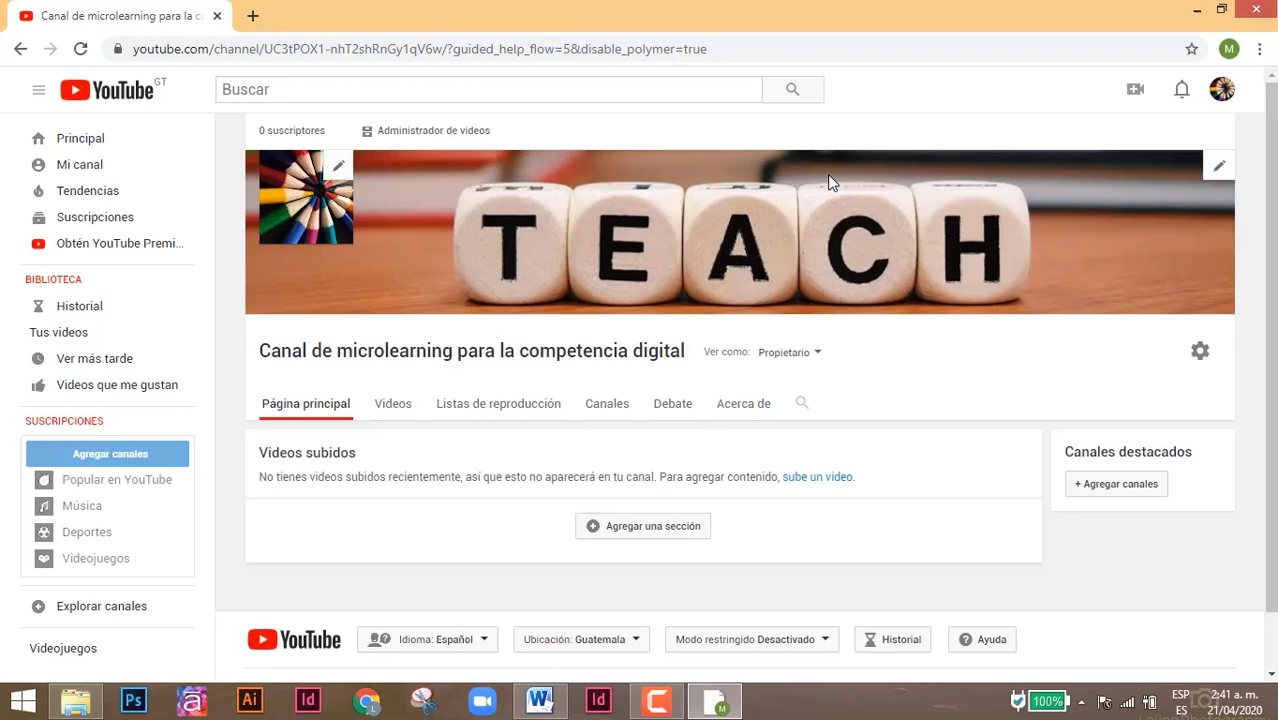 Canal de microlearning para la co
youtube.com/channel/UC3tPOX1-nhT2shRnGy1qV6w/?guided_help_flow=5&disable_polymer=true
M
YouTube GT
Buscar
Principal
Mi canal
Tendencias
Suscripciones
Obtén YouTube Premi...
BIBLIOTECA
Historial
Tus videos
Ver más tarde
Videos que me gustan
SUSCRIPCIONES
Agregar canales
Popular en YouTube
Música
Deportes
Videojuegos
Explorar canales
Videojuegos
0 suscriptores
Administrador de videos
TEACH
Canal de microlearning para la competencia digital
Ver como: Propietario
Página principal
Videos
Listas de reproducción
Canales
Debate
Acerca de
Videos subidos
No tienes videos subidos recientemente, así que esto no aparecerá en tu canal. Para agregar contenido, sube un video.
Agregar una sección
Canales destacados
+ Agregar canales
YouTube
Idioma: Español
Ubicación: Guatemala
Modo restringido Desactivado
Historial
Ayuda
Ps
a
Ai
Id
W
Id
C
M
100%
ESP
ES
2:41 a. m.
21/04/2020